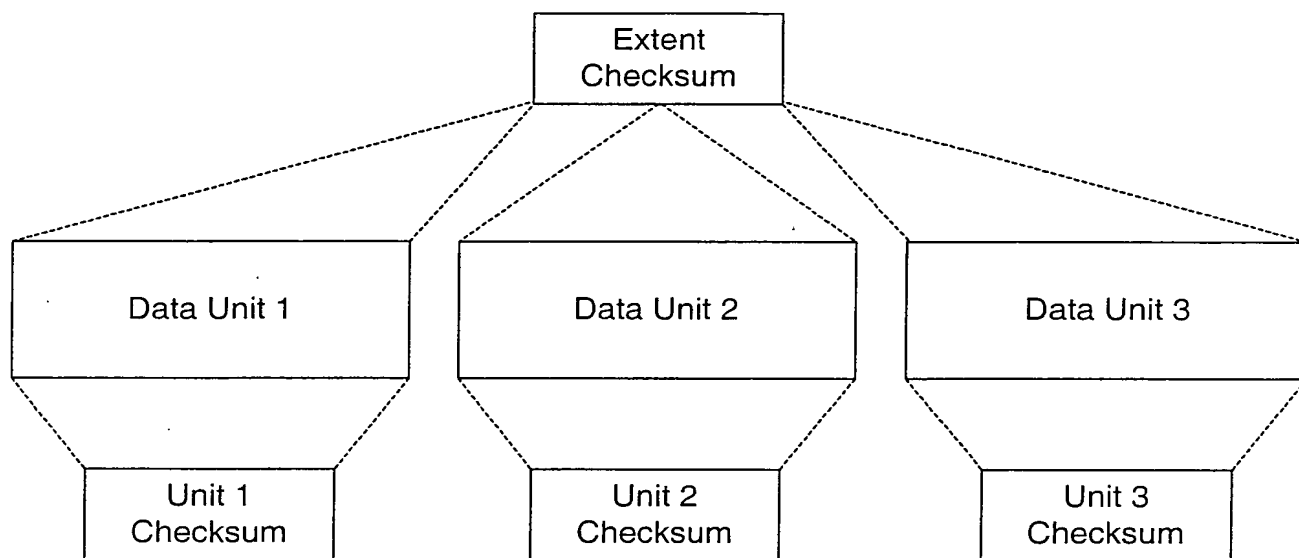 Extent
Checksum
Data Unit 1
Data Unit 2
Data Unit 3
Unit 1
Checksum
Unit 2
Checksum
Unit 3
Checksum